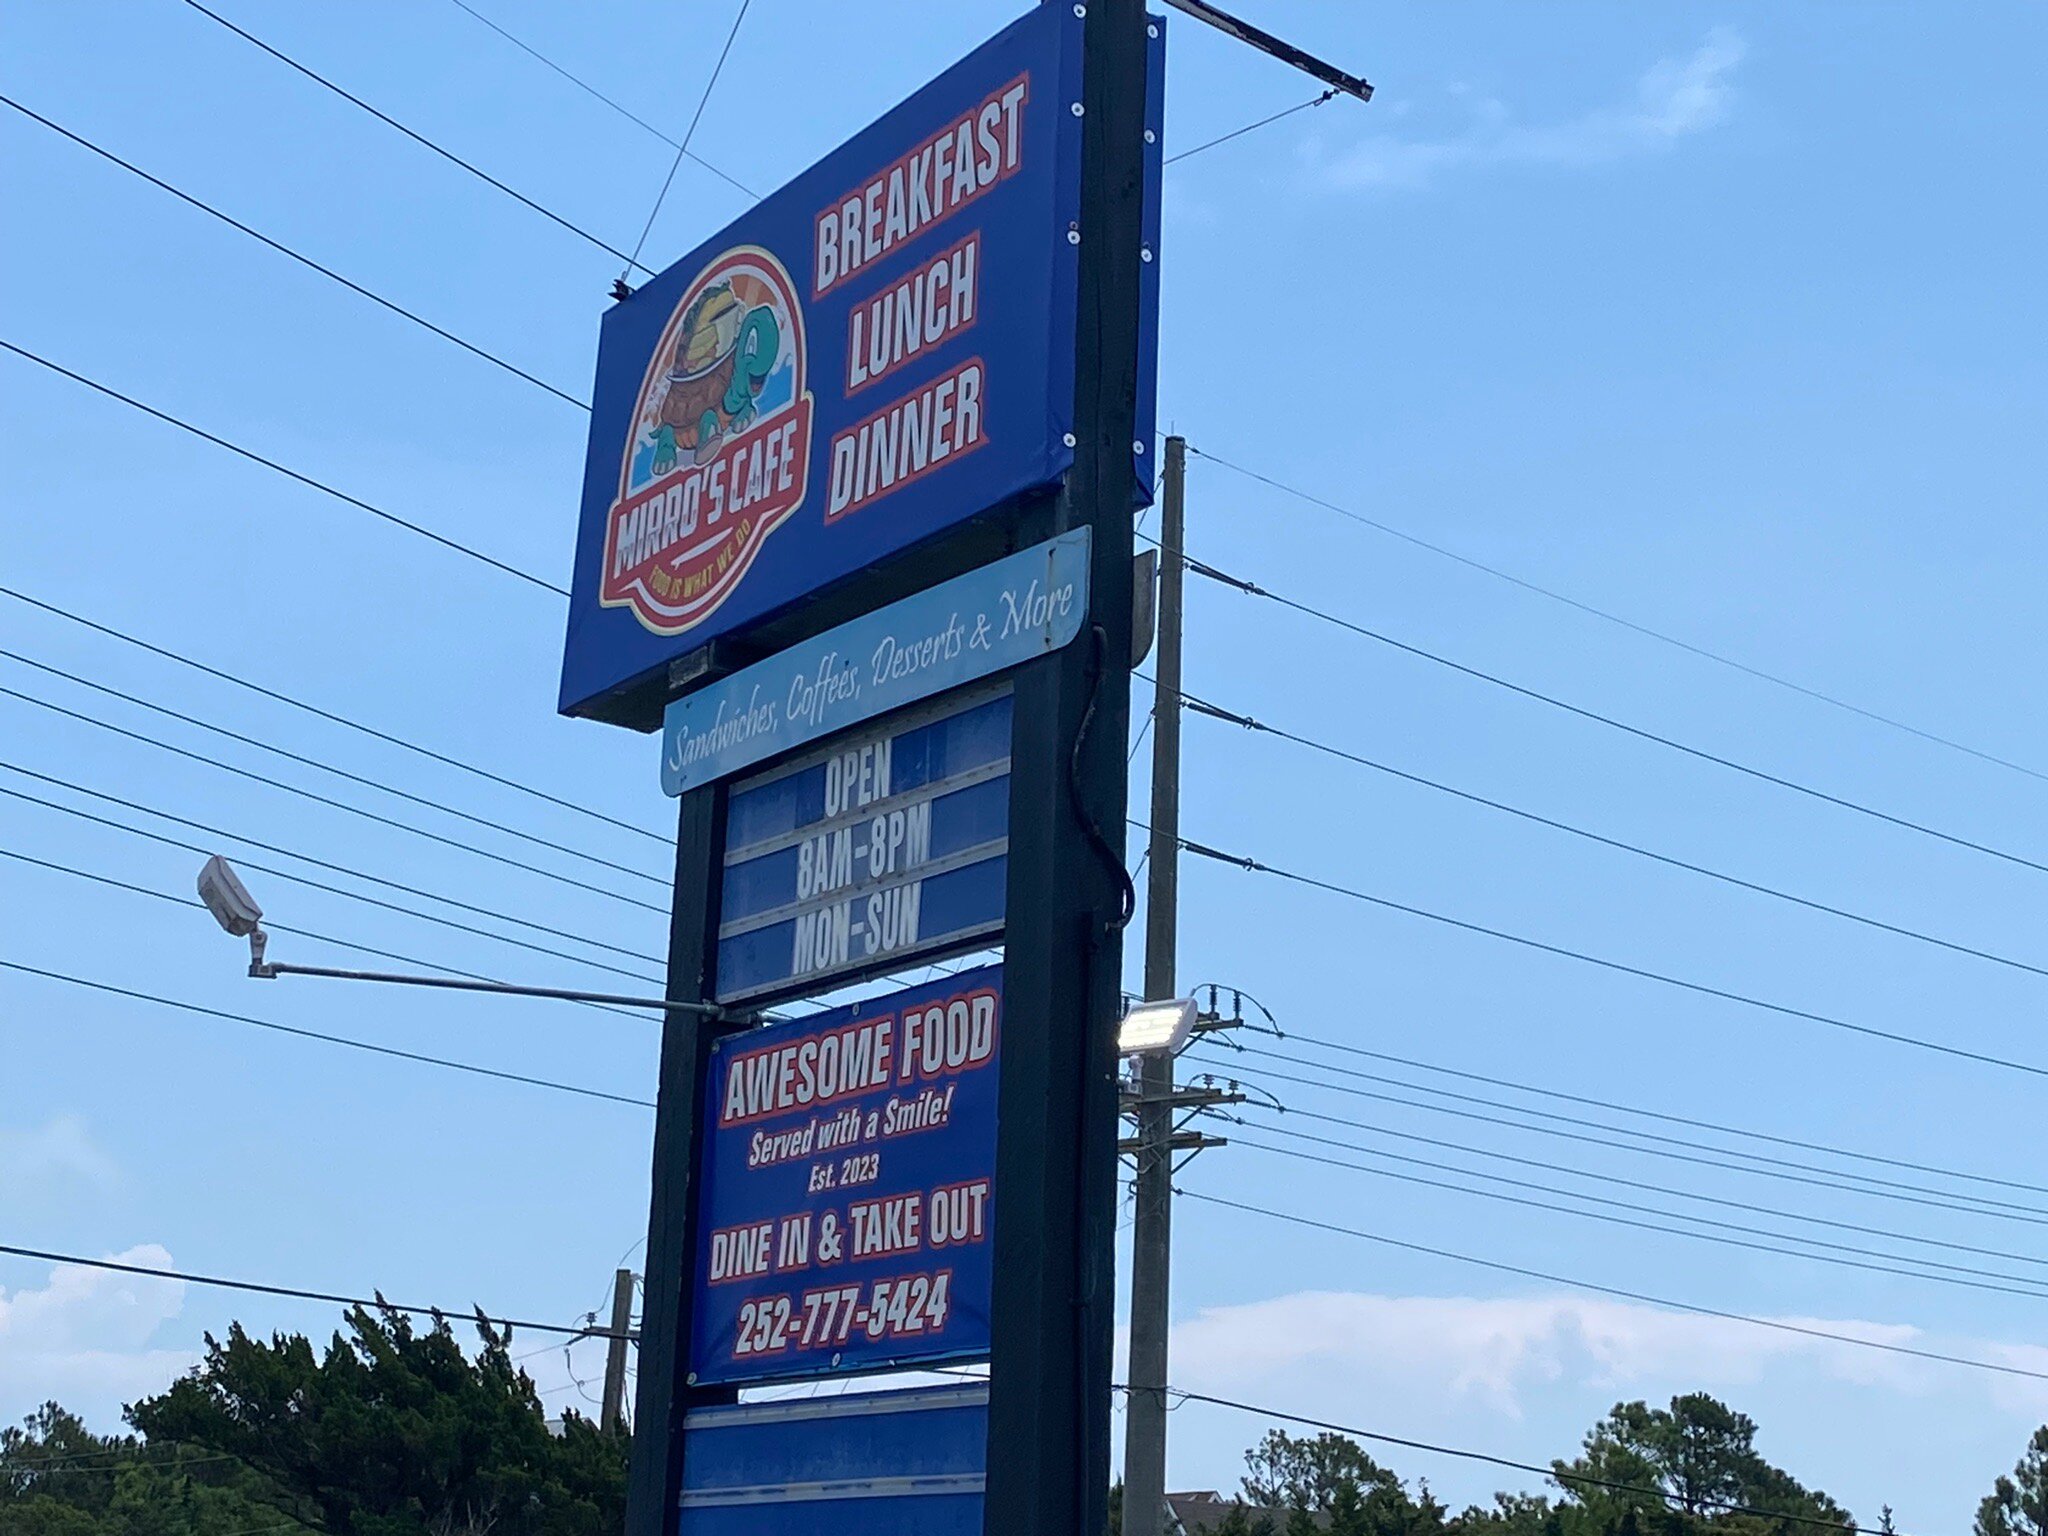 BREAKFAST
LUNCH
DINNER
MIRRO'S CAFE
FOOD IS WHAT WE DO
Sandwiches, Coffees, Desserts & More
OPEN
8AM-8PM
MON-SUN
AWESOME FOOD
Served with a Smile!
Est. 2023
DINE IN & TAKE OUT
252-777-5424